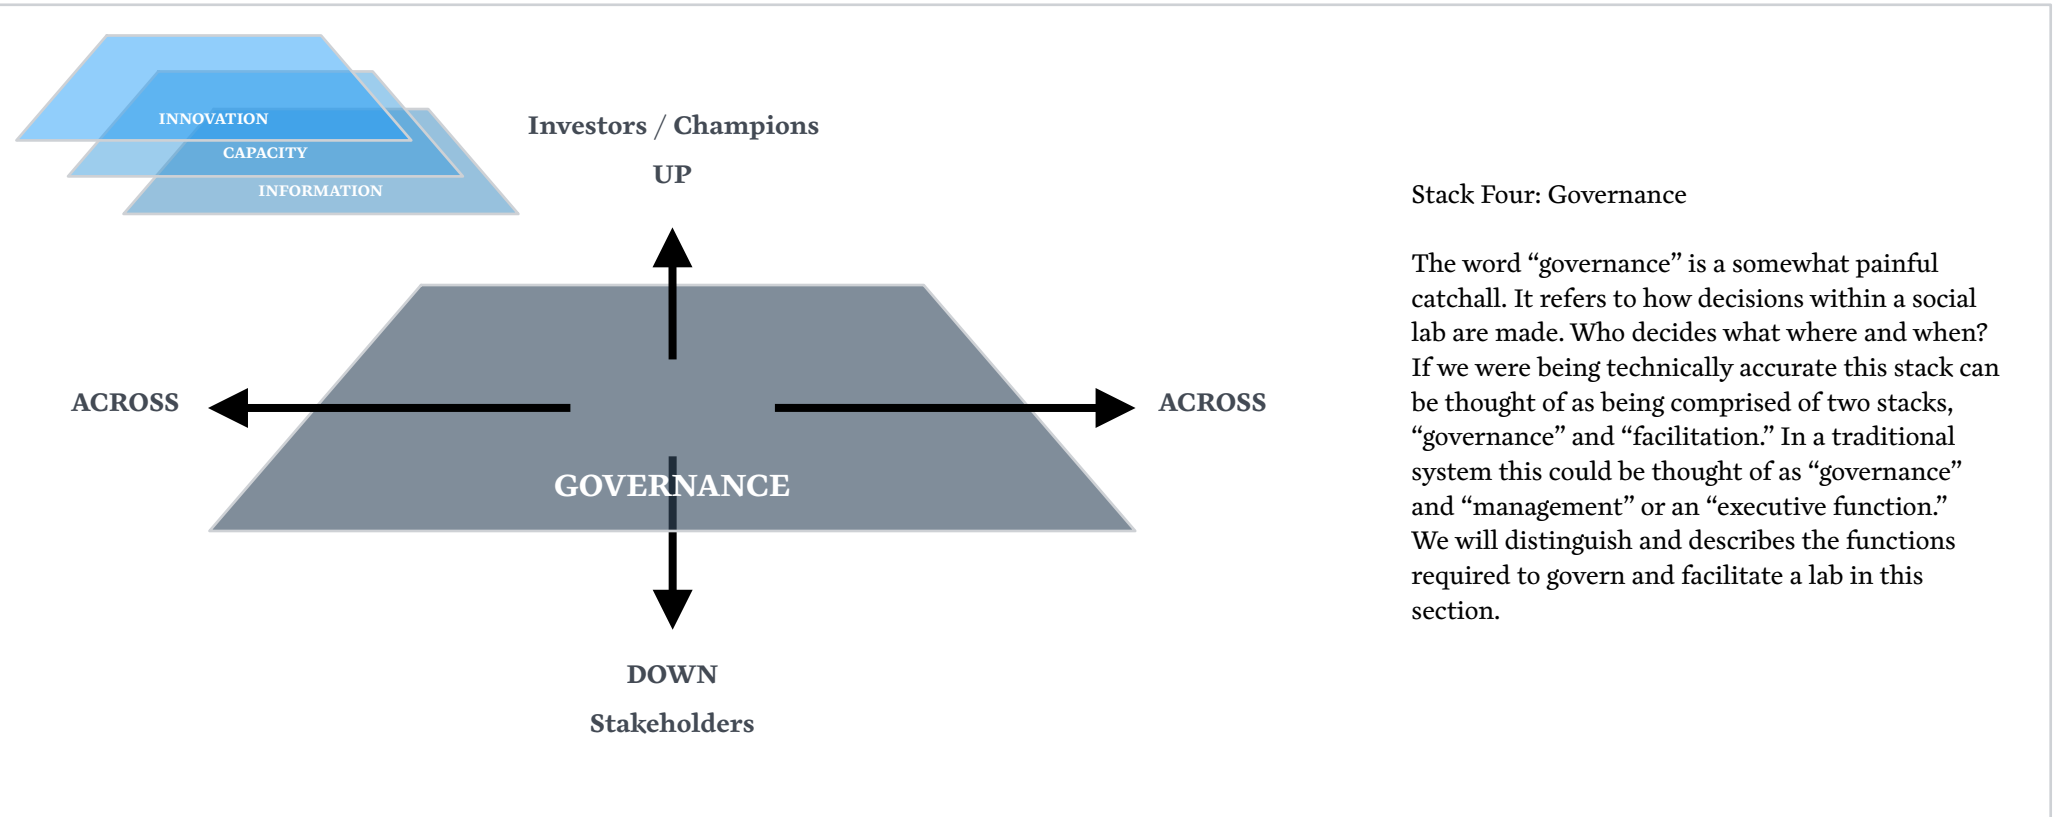 INNOVATION
CAPACITY
INFORMATION
Investors / Champions
UP
ACROSS
ACROSS
GOVERNANCE
DOWN
Stakeholders
Stack Four: Governance
The word “governance” is a somewhat painful
catchall. It refers to how decisions within a social
lab are made. Who decides what where and when?
If we were being technically accurate this stack can
be thought of as being comprised of two stacks,
“governance” and “facilitation.” In a traditional
system this could be thought of as “governance”
and “management” or an “executive function.”
We will distinguish and describes the functions
required to govern and facilitate a lab in this
section.